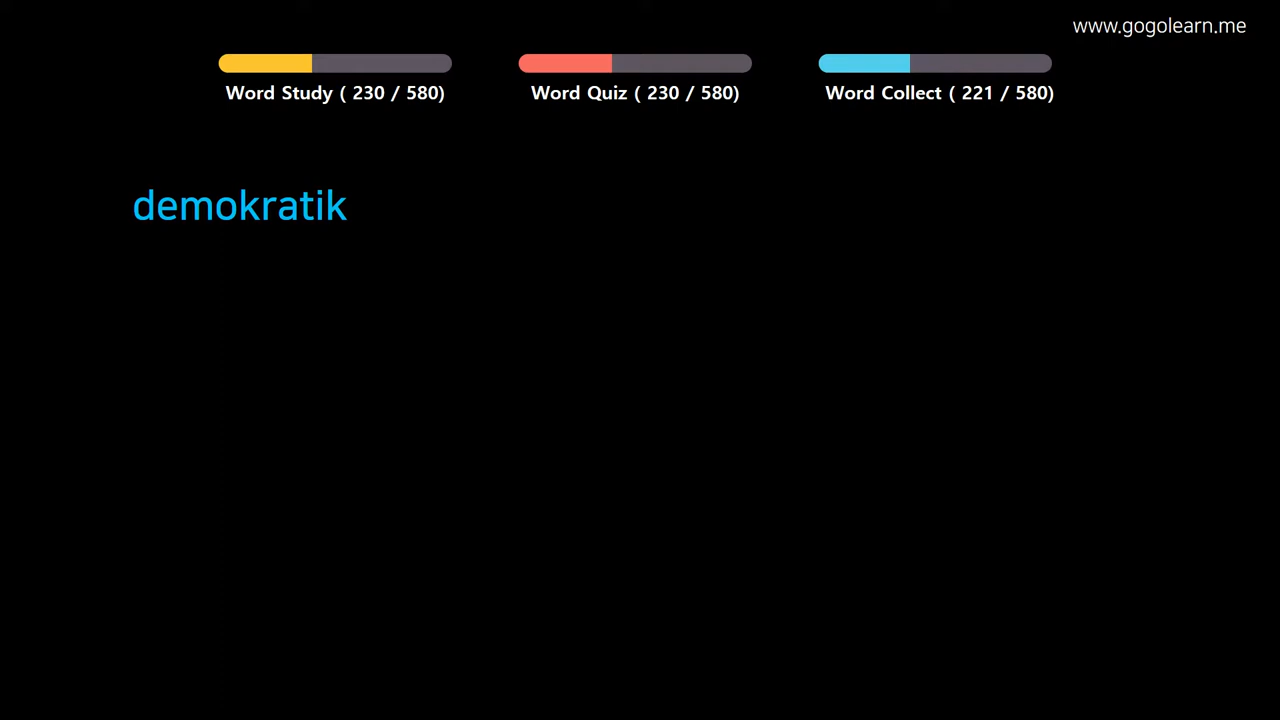 www.gogolearn.me
Word Study ( 230 / 580)
Word Quiz ( 230 / 580)
Word Collect ( 221 / 580)
demokratik